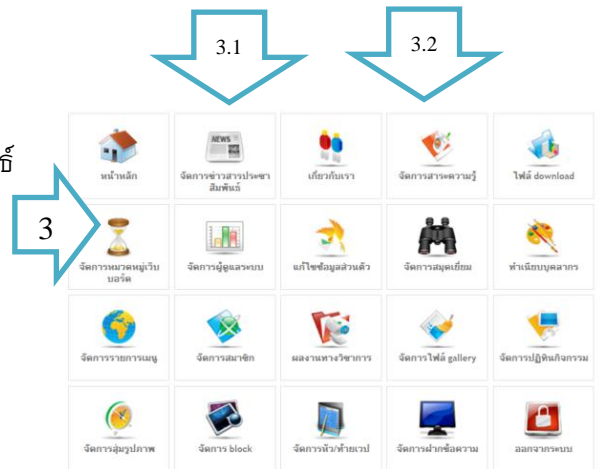 3.1
3.2
ธ์
3
NEWS
หน้าหลัก
จัดการข่าวสารประชา
สัมพันธ์
เกี่ยวกับเรา
จัดการสาระความรู้
ไฟล์ download
จัดการหมวดหมู่เว็บ
บอร์ด
จัดการผู้ดูแลระบบ
แก้ไขข้อมูลส่วนตัว
จัดการสมุดเยี่ยม
ทำเนียบบุคลากร
จัดการรายการเมนู
จัดการสมาชิก
ผลงานทางวิชาการ
จัดการไฟล์ gallery
จัดการปฏิทินกิจกรรม
จัดการสุ่มรูปภาพ
จัดการ block
จัดการหัว/ท้ายเวป
จัดการฝากข้อความ
ออกจากระบบ